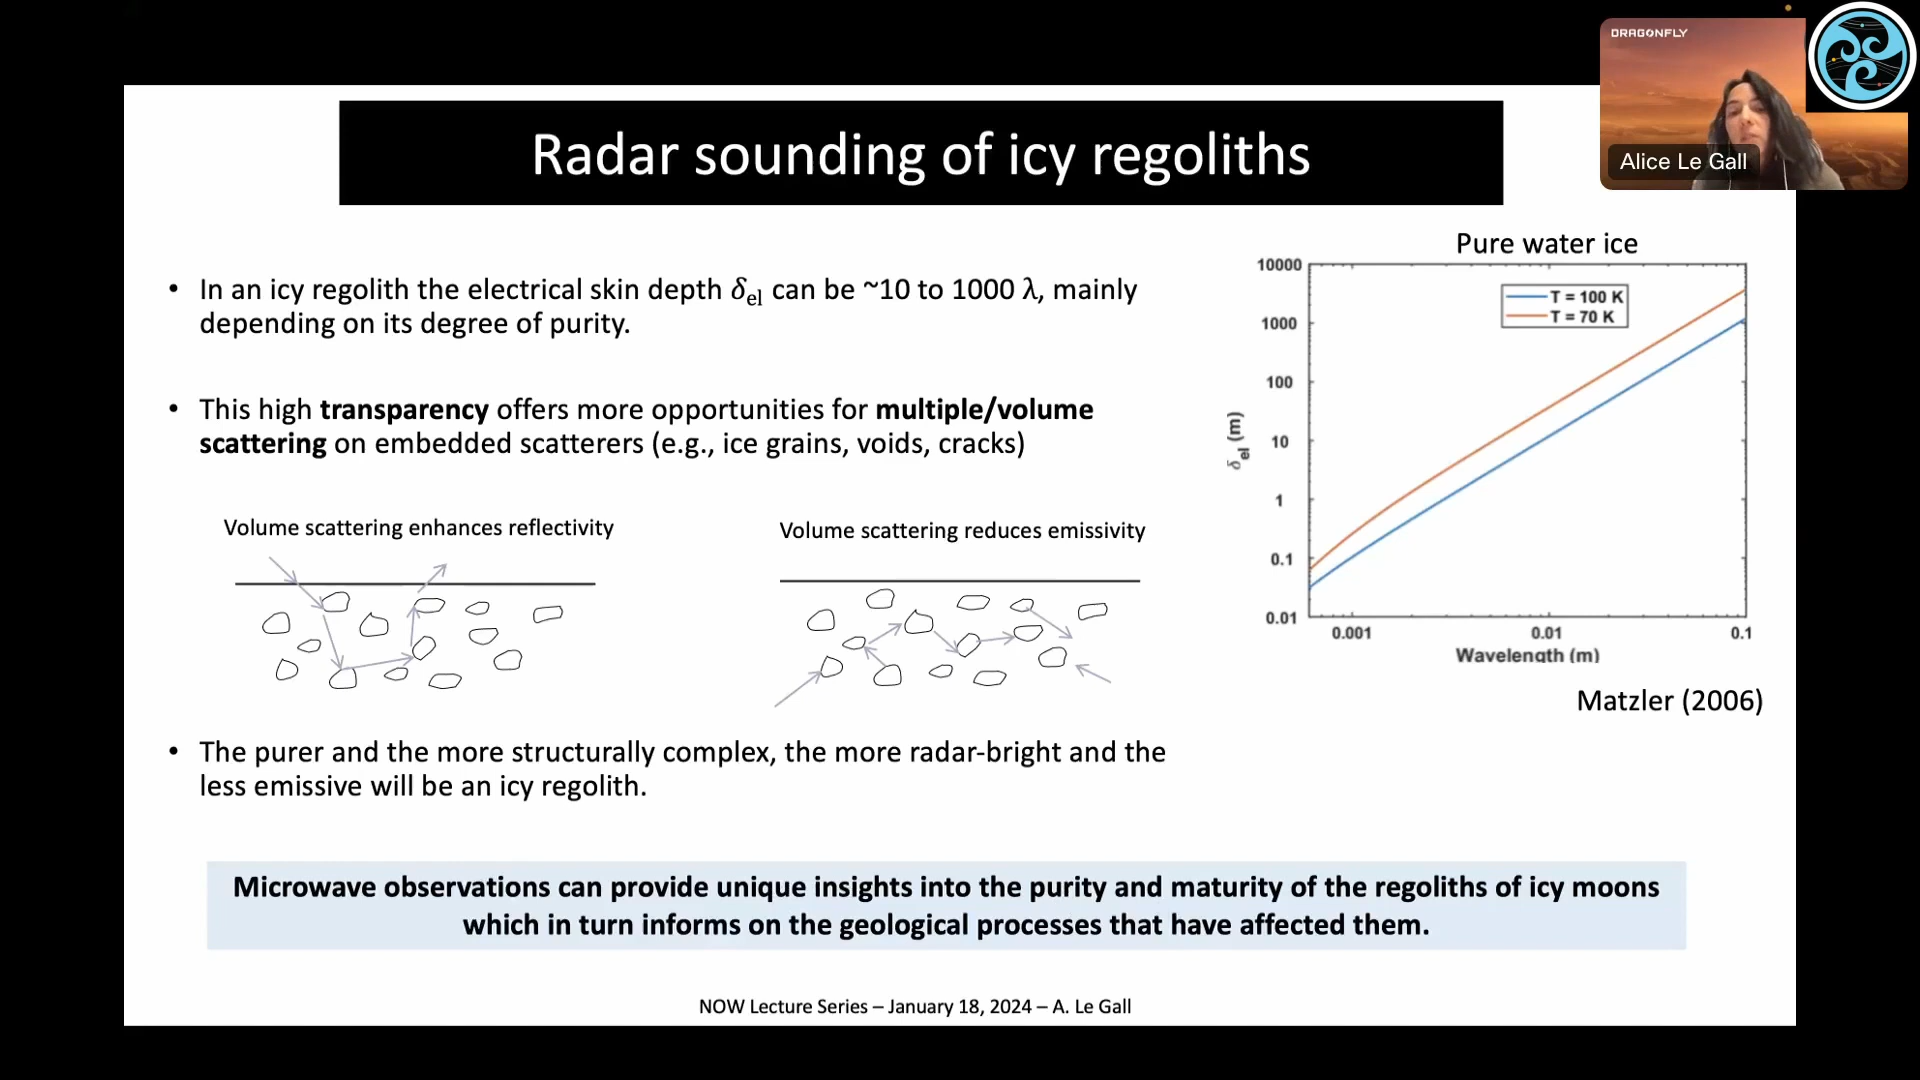 DRAGONFLY
Alice Le Gall
Radar sounding of icy regoliths
• In an icy regolith the electrical skin depth δel can be ~10 to 1000 λ, mainly
depending on its degree of purity.
• This high transparency offers more opportunities for multiple/volume
scattering on embedded scatterers (e.g., ice grains, voids, cracks)
Volume scattering enhances reflectivity
Volume scattering reduces emissivity
• The purer and the more structurally complex, the more radar-bright and the
less emissive will be an icy regolith.
Pure water ice
10000
1000
100
10
1
0.1
0.01
δel (m)
T = 100 K
T = 70 K
0.001 0.01 0.1
Wavelength (m)
Matzler (2006)
Microwave observations can provide unique insights into the purity and maturity of the regoliths of icy moons
which in turn informs on the geological processes that have affected them.
NOW Lecture Series – January 18, 2024 – A. Le Gall